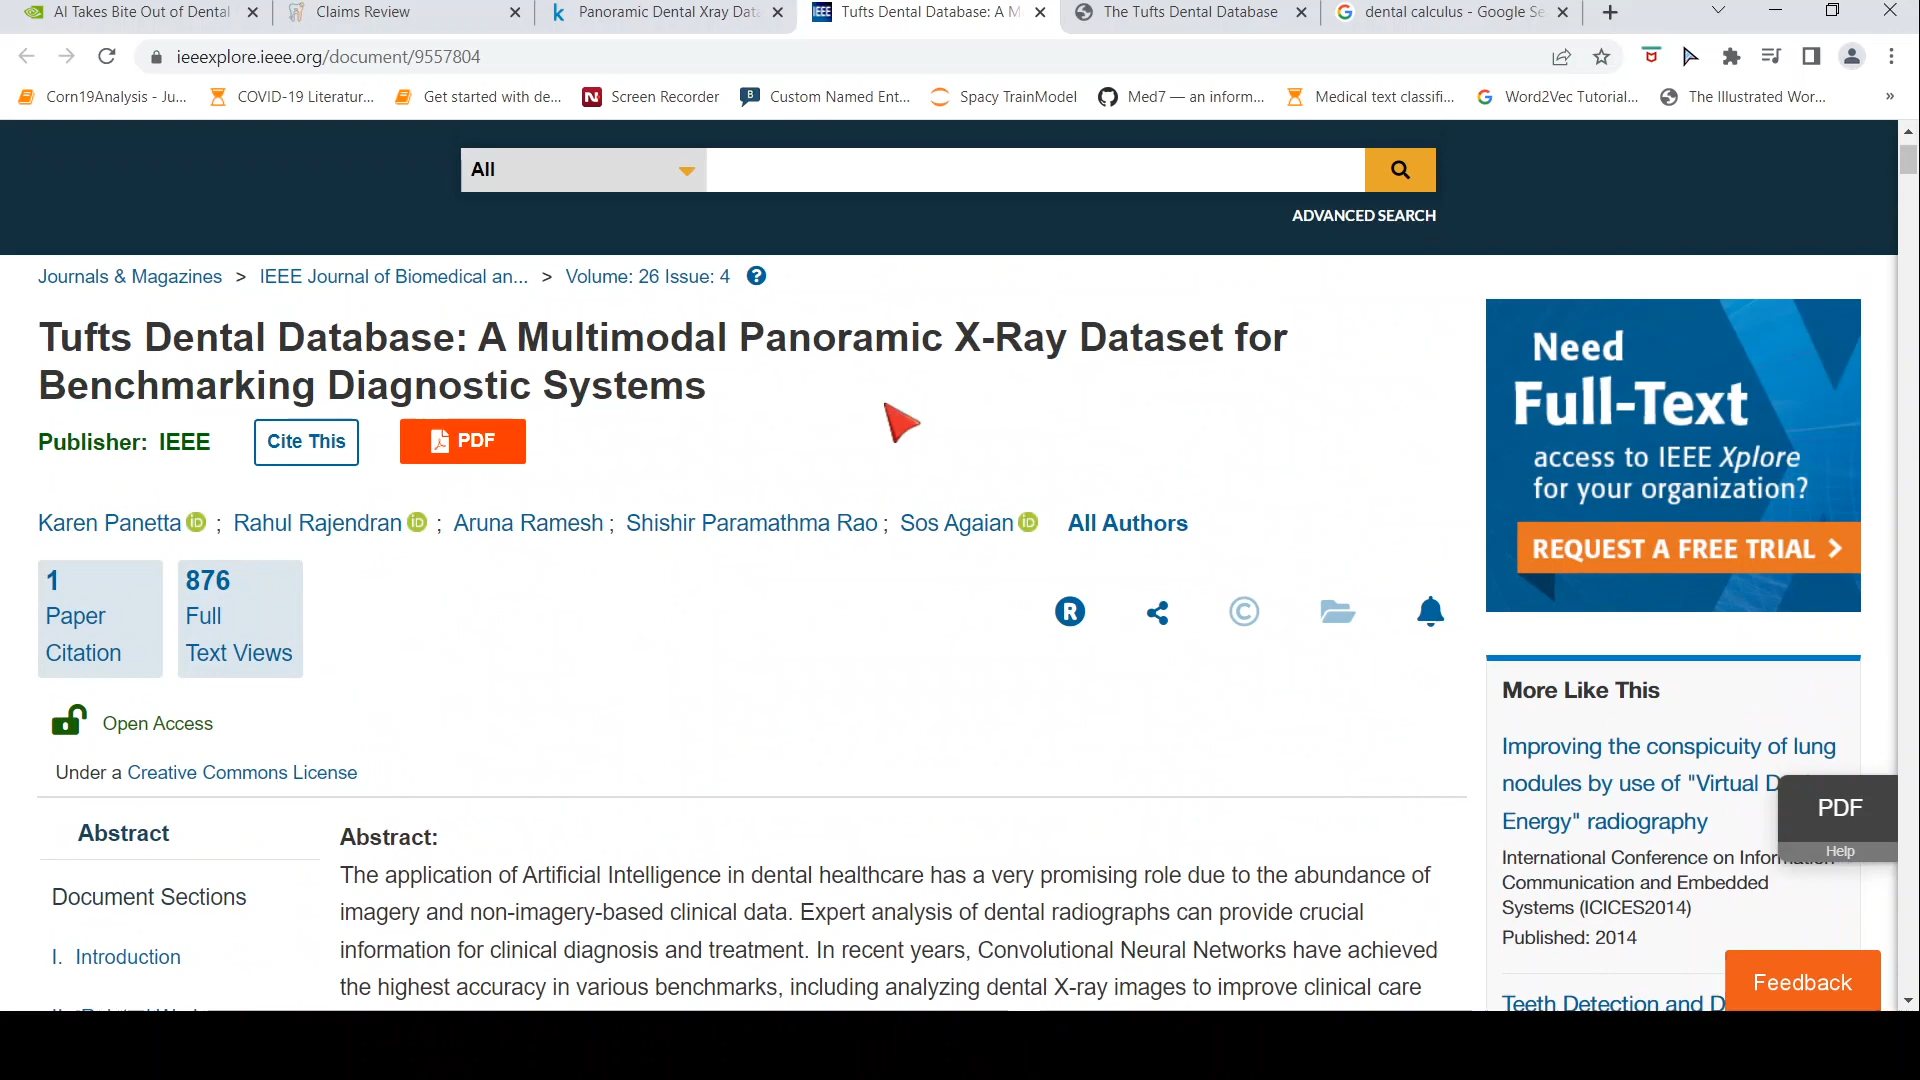 AI Takes Bite Out of Dental
Claims Review
Panoramic Dental Xray Dat
IEEE Tufts Dental Database: A M
The Tufts Dental Database
dental calculus - Google Se
ieeexplore.ieee.org/document/9557804
Corn19Analysis - Ju...
COVID-19 Literatur...
Get started with de...
N Screen Recorder
B Custom Named Ent...
Spacy TrainModel
Med7 — an inform...
Medical text classifi...
Word2Vec Tutorial...
The Illustrated Wor...
»
All
ADVANCED SEARCH
Journals & Magazines > IEEE Journal of Biomedical an... > Volume: 26 Issue: 4 ?
Tufts Dental Database: A Multimodal Panoramic X-Ray Dataset for
Benchmarking Diagnostic Systems
Publisher: IEEE
Cite This
PDF
Karen Panetta iD ; Rahul Rajendran iD ; Aruna Ramesh ; Shishir Paramathma Rao ; Sos Agaian iD All Authors
1
Paper
Citation
876
Full
Text Views
R
©
Open Access
Under a Creative Commons License
Abstract
Document Sections
I. Introduction
Abstract:
The application of Artificial Intelligence in dental healthcare has a very promising role due to the abundance of
imagery and non-imagery-based clinical data. Expert analysis of dental radiographs can provide crucial
information for clinical diagnosis and treatment. In recent years, Convolutional Neural Networks have achieved
the highest accuracy in various benchmarks, including analyzing dental X-ray images to improve clinical care
Need
Full-Text
access to IEEE Xplore
for your organization?
REQUEST A FREE TRIAL >
More Like This
Improving the conspicuity of lung
nodules by use of "Virtual D
Energy" radiography
International Conference on Information
Communication and Embedded
Systems (ICICES2014)
Published: 2014
Teeth Detection and D
PDF
Help
Feedback